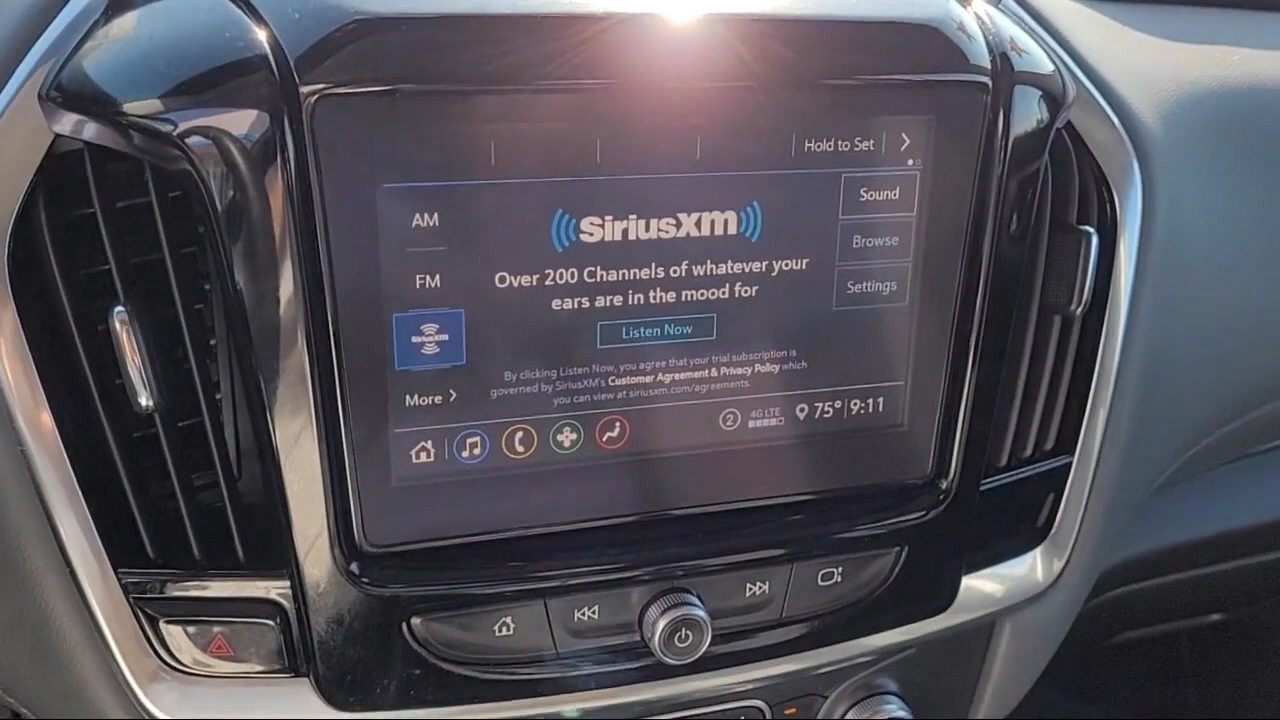 Hold to Set
Sound
Browse
Settings
AM
FM
SiriusXM
More
SiriusXM
Over 200 Channels of whatever your
ears are in the mood for
Listen Now
By clicking Listen Now, you agree that your trial subscription is
governed by SiriusXM's Customer Agreement & Privacy Policy which
you can view at siriusxm.com/agreements.
2
4G LTE
75° 9:11